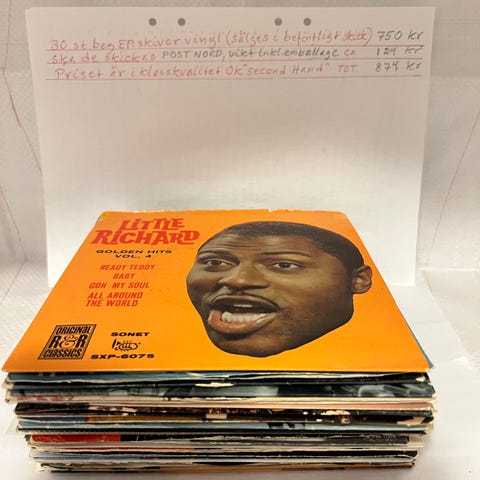 30 st beg EP. skivor vinyl (säljes i befintligt skick) 750 kr
ska de skickas POSTNORD, vikt inkl. emballage ca 124 kr
Priset är i klasskvalitet Ok "Second Hand" TOT. 874 kr
LITTLE
RICHARD
GOLDEN HITS
VOL. 4
READY TEDDY
BABY
OOH MY SOUL
ALL AROUND
THE WORLD
ORIGINAL
R&R
CLASSICS
SONET
SXP-6075